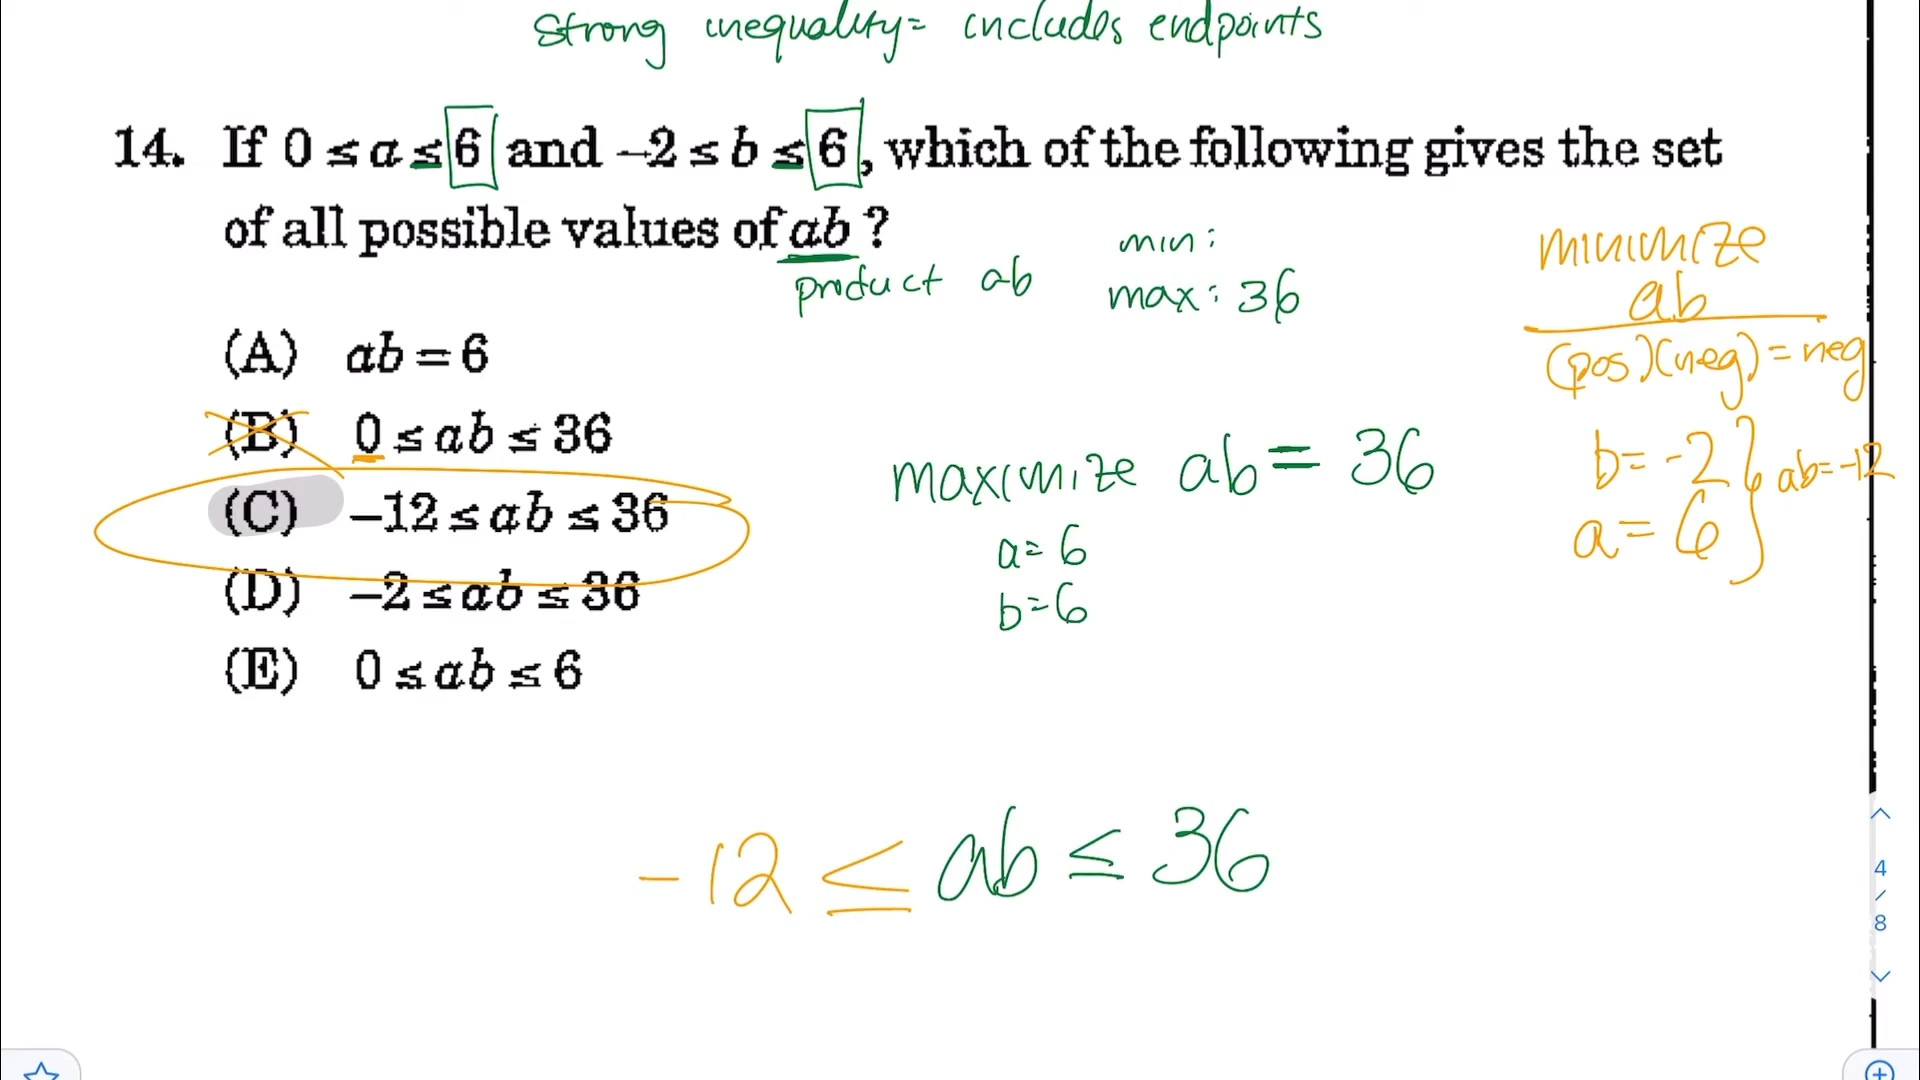 strong inequality= includes endpoints
14. If 0 ≤ a ≤ 6 and −2 ≤ b ≤ 6, which of the following gives the set
of all possible values of ab ?
product ab
min:
max: 36
(A) ab = 6
(B) 0 ≤ ab ≤ 36
(C) −12 ≤ ab ≤ 36
(D) −2 ≤ ab ≤ 36
(E) 0 ≤ ab ≤ 6
maximize ab = 36
a= 6
b=6
minimize
ab
(pos)(neg)=neg
b= -2
a= 6
ab=-12
-12 ≤ ab ≤ 36
4
/
8